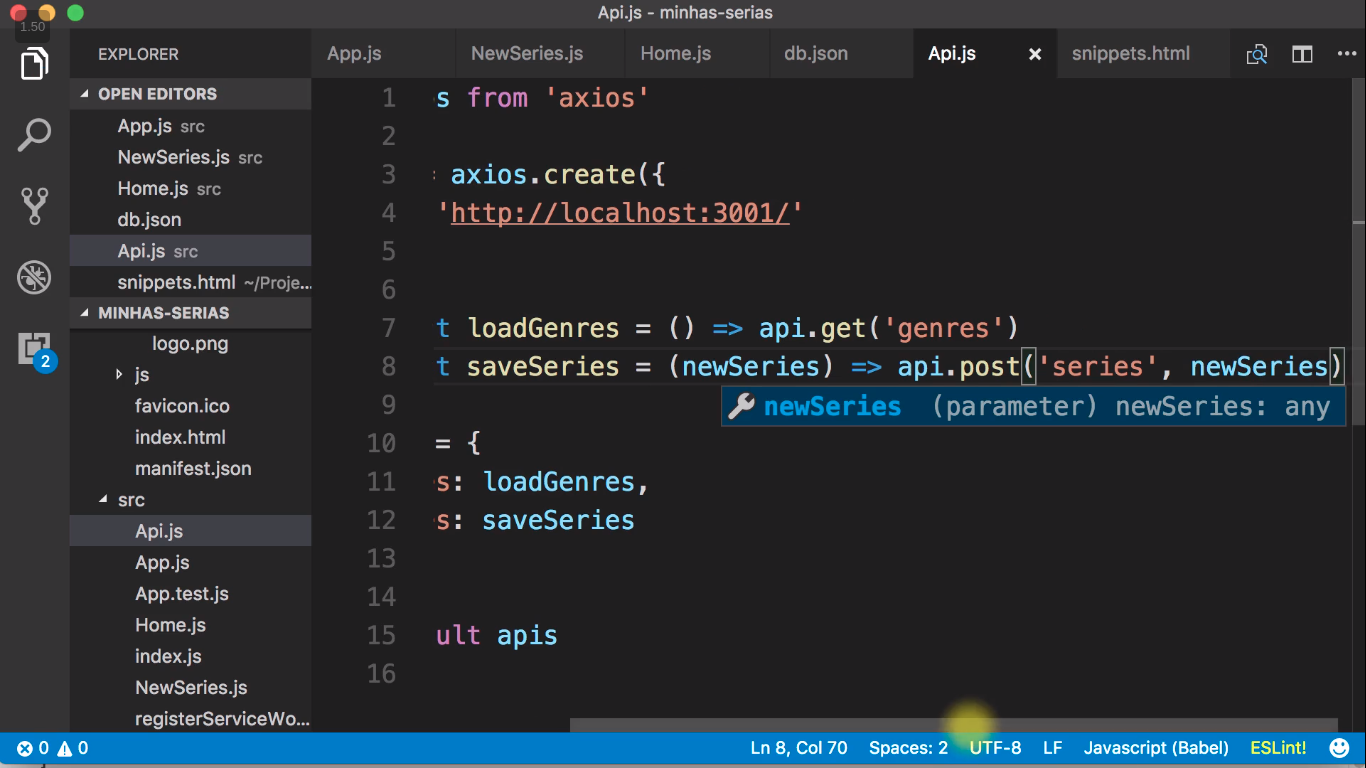 Api.js - minhas-serias
1.50
EXPLORER
App.js
NewSeries.js
Home.js
db.json
Api.js
snippets.html
OPEN EDITORS
App.js src
NewSeries.js src
Home.js src
db.json
Api.js src
snippets.html ~/Proje...
MINHAS-SERIAS
logo.png
js
favicon.ico
index.html
manifest.json
src
Api.js
App.js
App.test.js
Home.js
index.js
NewSeries.js
registerServiceWo...
2
1 s from 'axios'
2
3 axios.create({
4 'http://localhost:3001/'
5
6
7 t loadGenres = () => api.get('genres')
8 t saveSeries = (newSeries) => api.post('series', newSeries)
newSeries (parameter) newSeries: any
9
10 = {
11 s: loadGenres,
12 s: saveSeries
13
14
15 ult apis
16
0 0
Ln 8, Col 70
Spaces: 2
UTF-8
LF
Javascript (Babel)
ESLint!